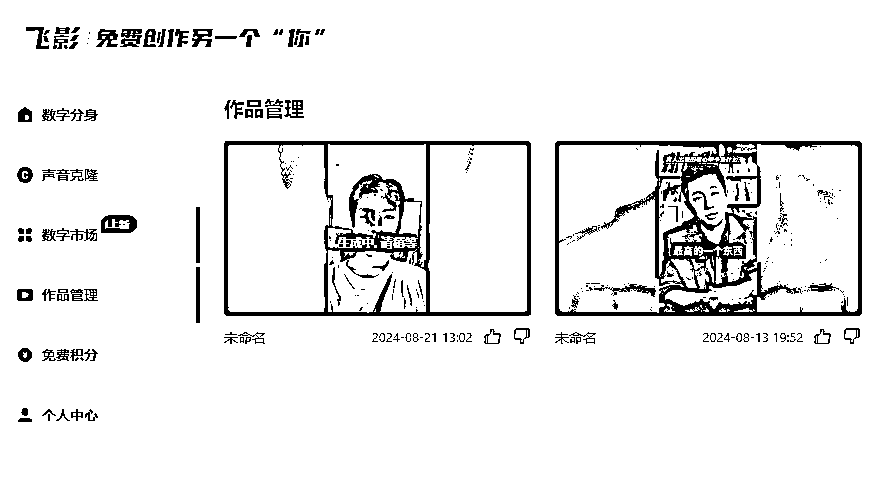 飞影 免费创作另一个“你”
数字分身
声音克隆
数字市场
作品管理
免费积分
个人中心
作品管理
生成中, 请稍等
最高的一个东西
未命名 2024-08-21 13:02
未命名 2024-08-13 19:52